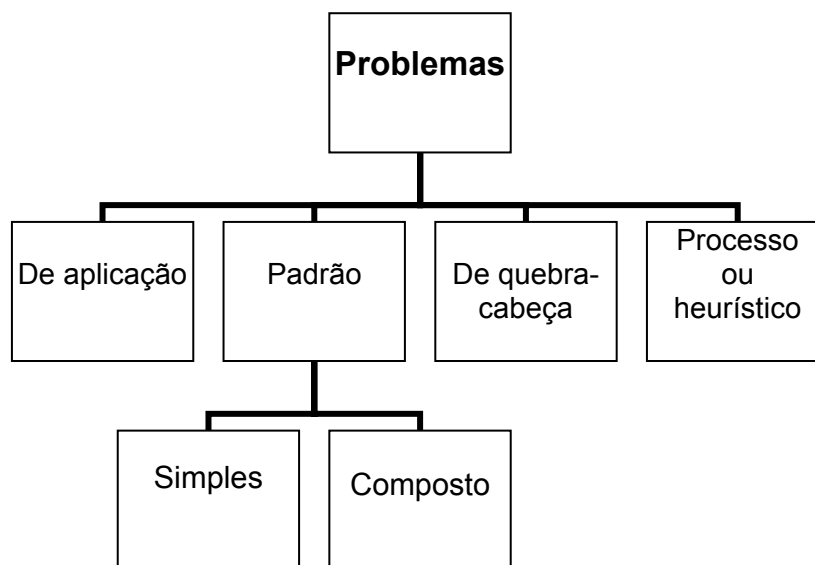 Problemas
De aplicação
Padrão
De quebra-
cabeça
Processo
ou
heurístico
Simples
Composto